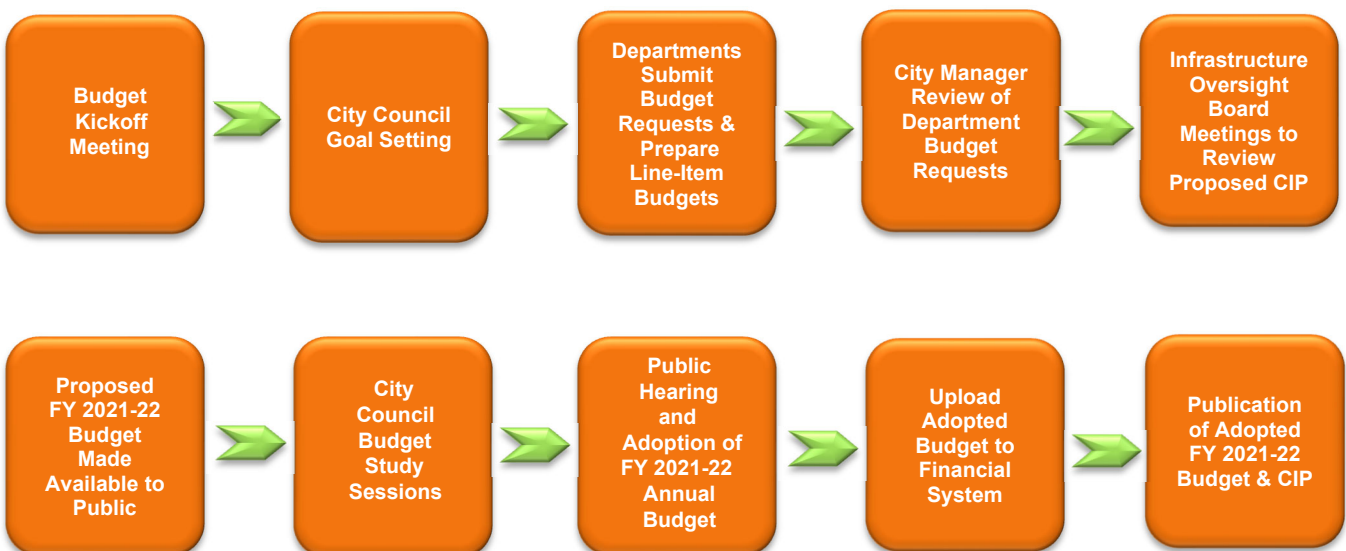 Budget
Kickoff
Meeting
City Council
Goal Setting
Departments
Submit
Budget
Requests &
Prepare
Line-Item
Budgets
City Manager
Review of
Department
Budget
Requests
Infrastructure
Oversight
Board
Meetings to
Review
Proposed CIP
Proposed
FY 2021-22
Budget
Made
Available to
Public
City
Council
Budget
Study
Sessions
Public
Hearing
and
Adoption of
FY 2021-22
Annual
Budget
Upload
Adopted
Budget to
Financial
System
Publication
of Adopted
FY 2021-22
Budget & CIP